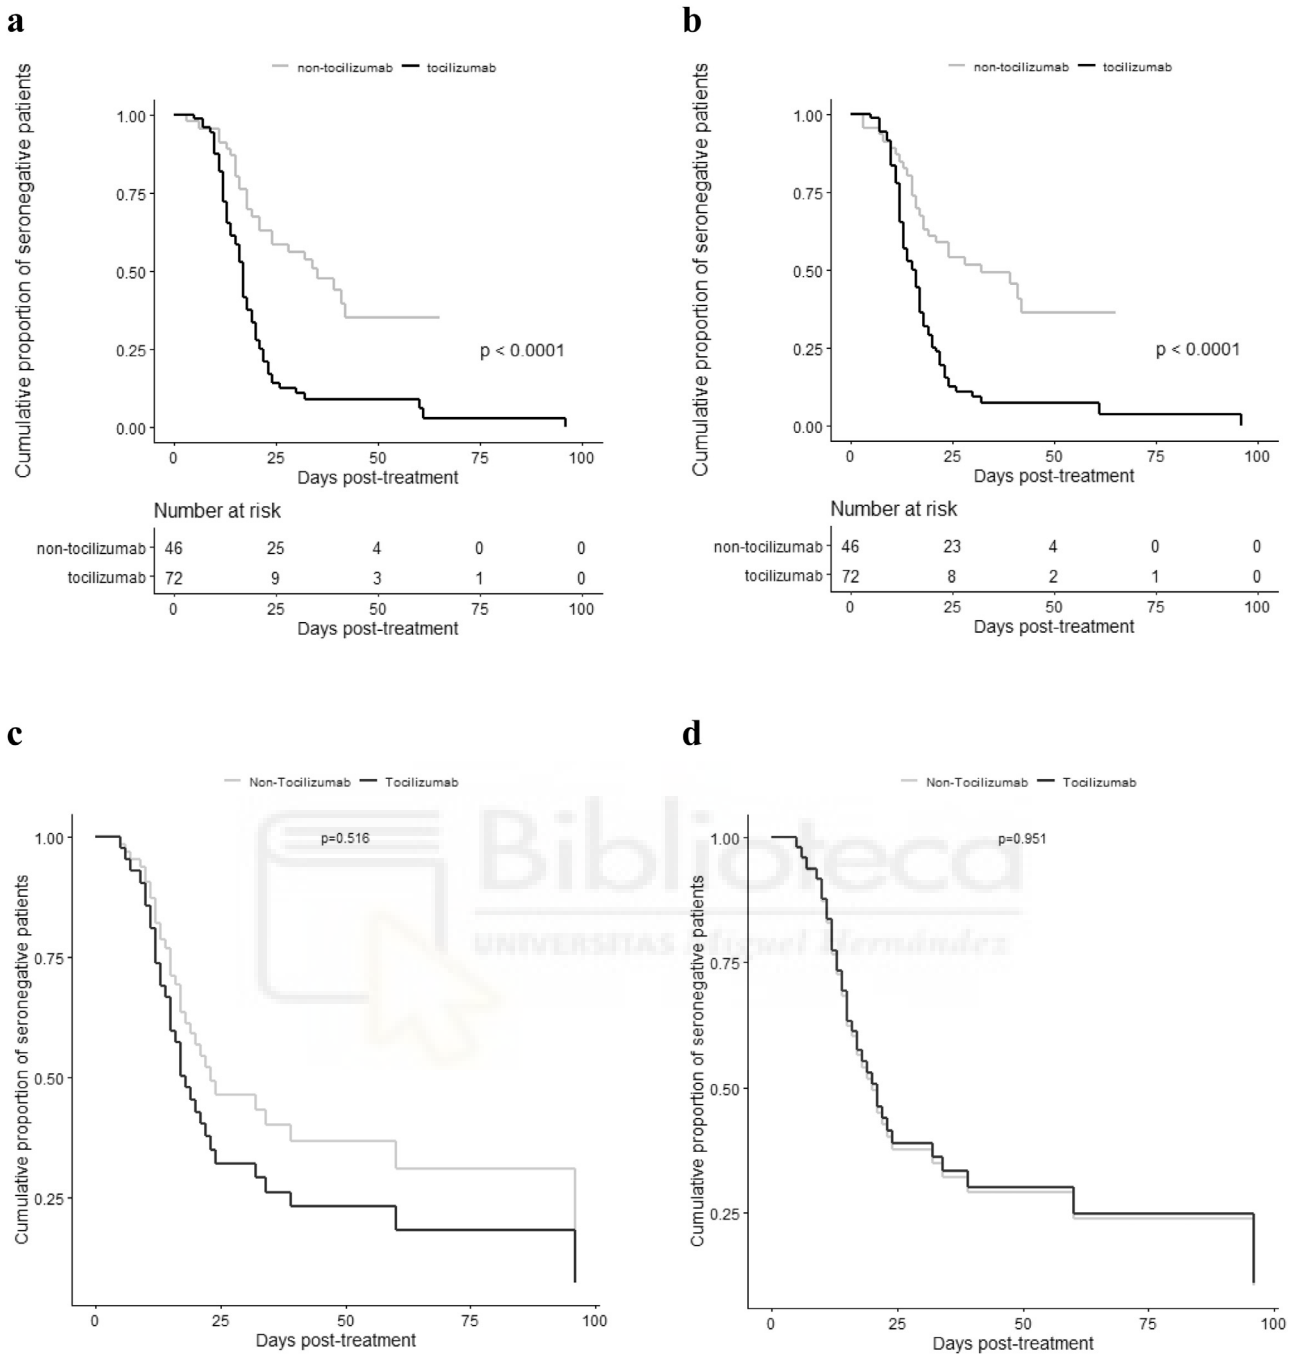 a
non-tocilizumab tocilizumab
Cumulative proportion of seronegative patients
1.00
0.75
0.50
0.25
0.00
p < 0.0001
0 25 50 75 100
Days post-treatment
Number at risk
non-tocilizumab 46 25 4 0 0
tocilizumab 72 9 3 1 0
0 25 50 75 100
Days post-treatment
b
non-tocilizumab tocilizumab
Cumulative proportion of seronegative patients
1.00
0.75
0.50
0.25
0.00
p < 0.0001
0 25 50 75 100
Days post-treatment
Number at risk
non-tocilizumab 46 23 4 0 0
tocilizumab 72 8 2 1 0
0 25 50 75 100
Days post-treatment
c
Non-Tocilizumab Tocilizumab
Cumulative proportion of seronegative patients
1.00
0.75
0.50
0.25
p=0.516
0 25 50 75 100
Days post-treatment
d
Non-Tocilizumab Tocilizumab
Cumulative proportion of seronegative patients
1.00
0.75
0.50
0.25
p=0.951
0 25 50 75 100
Days post-treatment
Biblioteca
UNIVERSITAS Miguel Hernández